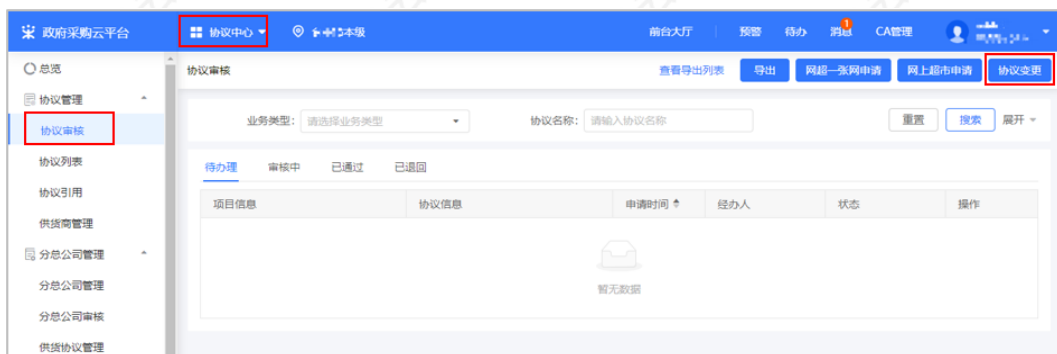 政府采购云平台 协议中心 本级 前台大厅 预警 待办 消息 1 CA管理
总览
协议管理
协议审核
协议列表
协议引用
供货商管理
分总公司管理
分总公司管理
分总公司审核
供货协议管理
协议审核 查看导出列表 导出 网超一张网申请 网上超市申请 协议变更
业务类型： 请选择业务类型 协议名称： 请输入协议名称 重置 搜索 展开
待办理 审核中 已通过 已退回
项目信息 协议信息 申请时间 经办人 状态 操作
暂无数据